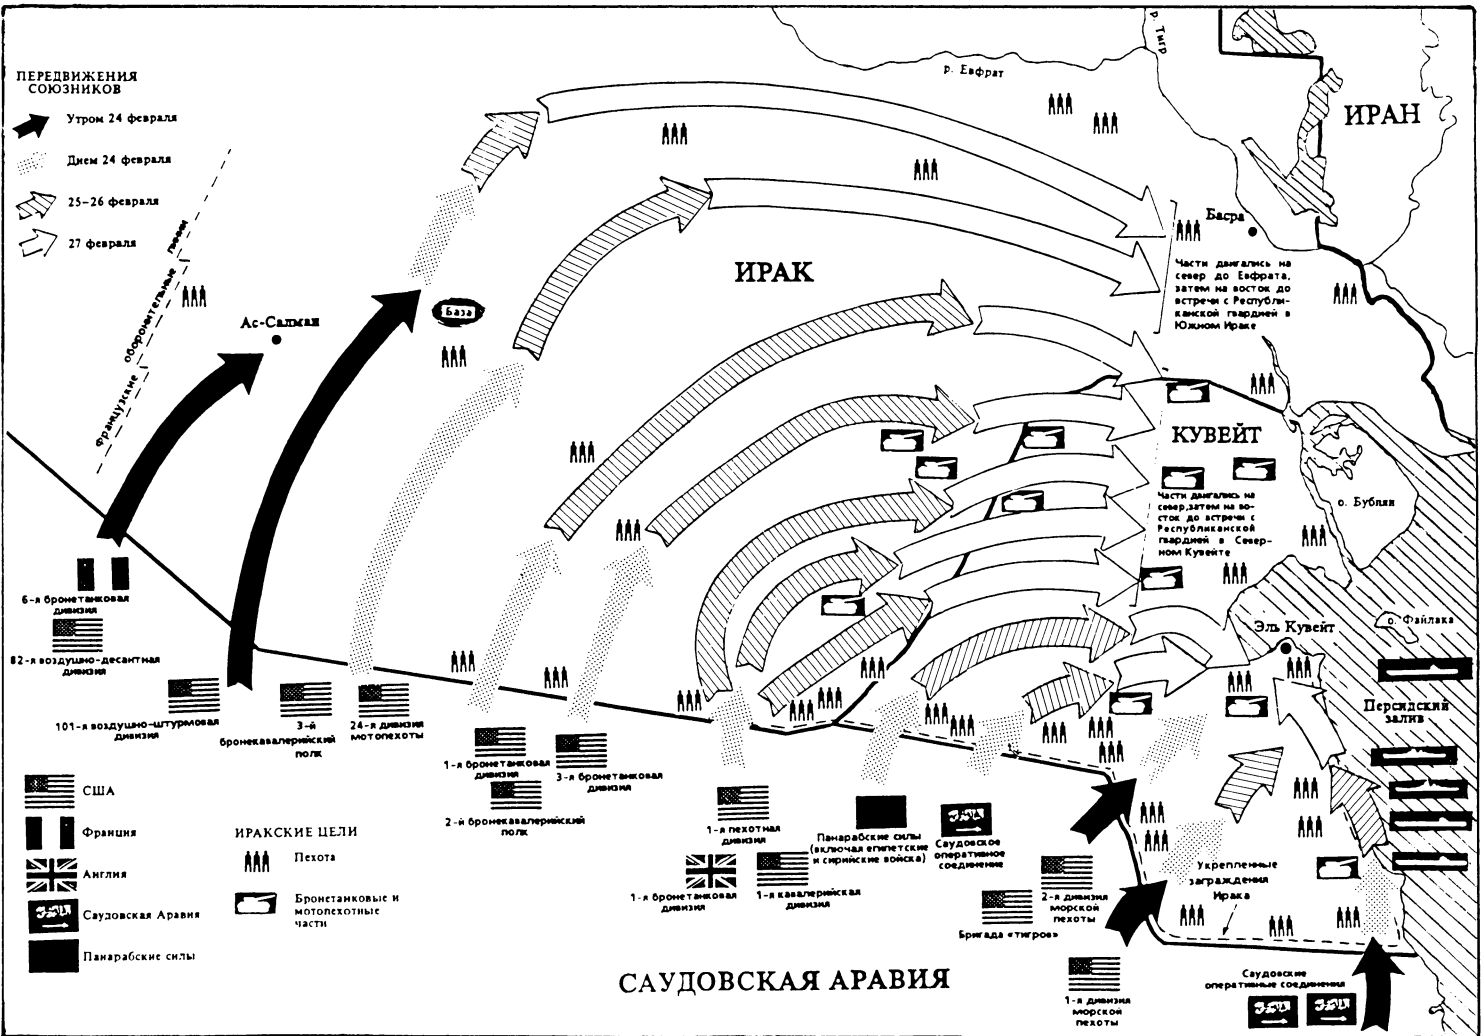 ПЕРЕДВИЖЕНИЯ
СОЮЗНИКОВ
Утром 24 февраля
Днем 24 февраля
25-26 февраля
27 февраля
Французские оборонительные линии
р. Евфрат
р. Тигр
ИРАН
Басра
ИРАК
Ас-Салман
База
Части двигались на
север до Евфрата,
затем на восток до
встречи с Республи-
канской гвардией в
Южном Ираке
КУВЕЙТ
Части двигались на
север,затем на вос-
ток до встречи с
Республиканской
гвардией в Север-
ном Кувейте
о. Бубиян
о. Файлака
Эль Кувейт
Персидский
залив
6-я бронетанковая
дивизия
82-я воздушно-десантная
дивизия
101-я воздушно-штурмовая
дивизия
3-й
бронекавалерийский
полк
24-я дивизия
мотопехоты
1-я бронетанковая
дивизия
3-я бронетанковая
дивизия
2-й бронекавалерийский
полк
1-я пехотная
дивизия
1-я бронетанковая
дивизия
1-я кавалерийская
дивизия
Панарабские силы
(включая египетские
и сирийские войска)
Саудовское
оперативное
соединение
2-я дивизия
морской
пехоты
Бригада «тигров»
1-я дивизия
морской
пехоты
Укрепленные
заграждения
Ирака
Саудовские
оперативные соединения
США
Франция
Англия
Саудовская Аравия
Панарабские силы
ИРАКСКИЕ ЦЕЛИ
Пехота
Бронетанковые и
мотопехотные
части
САУДОВСКАЯ АРАВИЯ